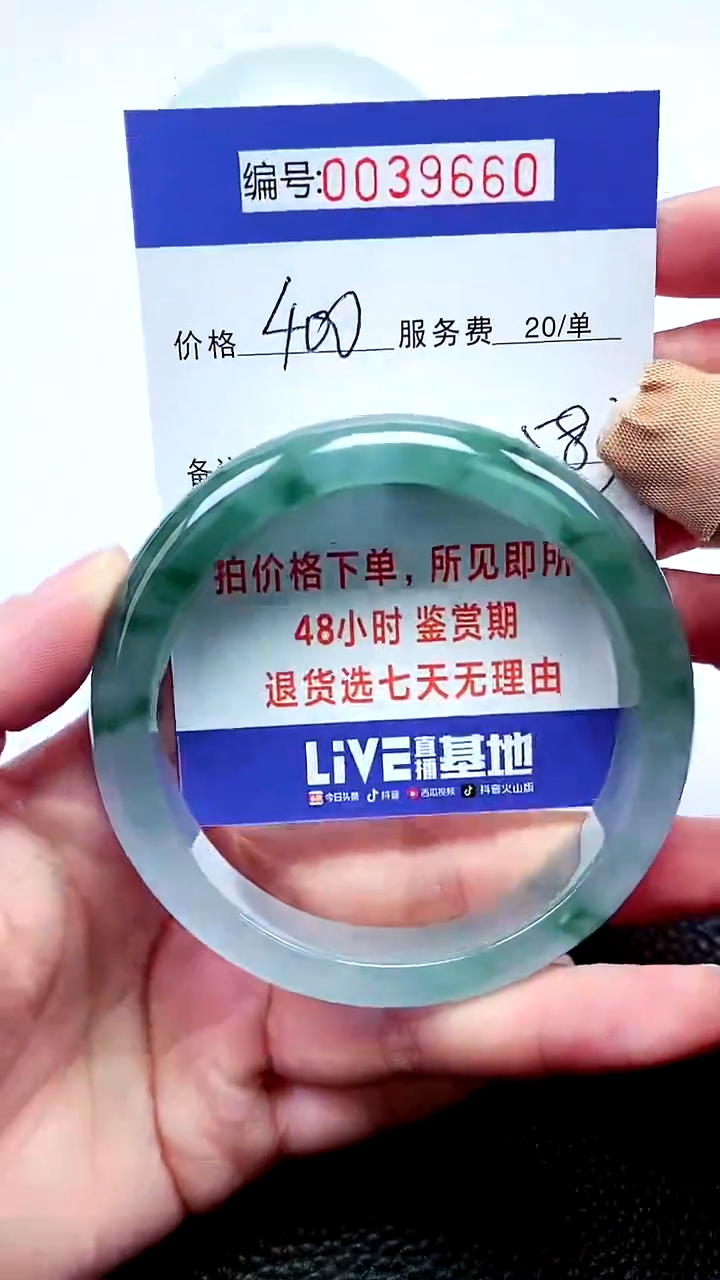 编号:0039660
价格 400 服务费 20/单
备
拍价格下单，所见即所
48小时 鉴赏期
退货选七天无理由
LiVE直播基地
今日头条 抖音 西瓜视频 抖音火山版